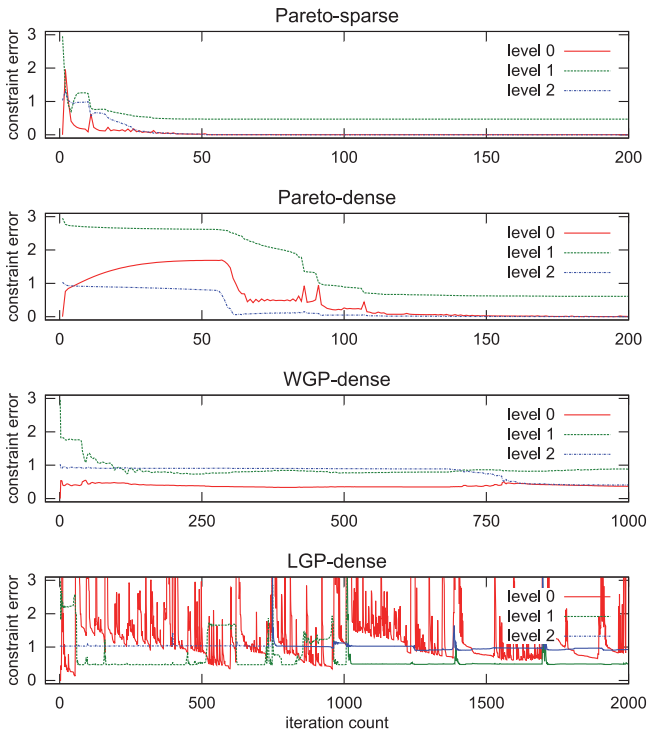 Pareto-sparse
constraint error
3
2
1
0
level 0
level 1
level 2
0 50 100 150 200
Pareto-dense
constraint error
3
2
1
0
level 0
level 1
level 2
0 50 100 150 200
WGP-dense
constraint error
3
2
1
0
level 0
level 1
level 2
0 250 500 750 1000
LGP-dense
constraint error
3
2
1
0
level 0
level 1
level 2
0 500 1000 1500 2000
iteration count